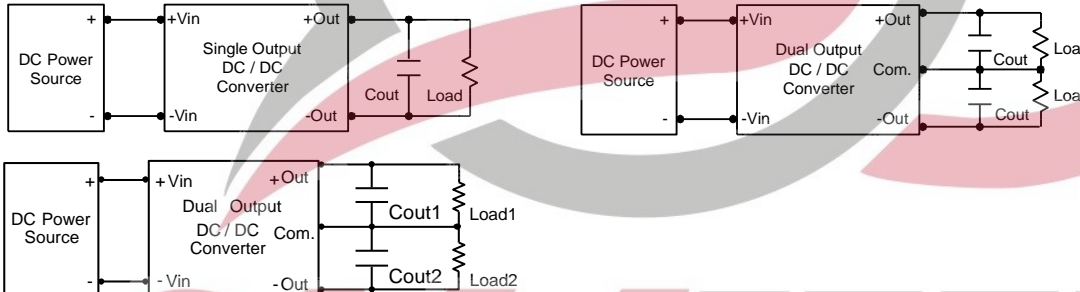 + +Vin +Out
DC Power
Source
Single Output
DC / DC
Converter
Cout Load
- -Vin -Out
+ +Vin +Out
DC Power
Source
Dual Output
DC / DC
Converter
Com.
Cout Loa
Cout Loa
- -Vin -Out
+ +Vin +Out
DC Power
Source
Dual Output
DC / DC
Converter
Com.
Cout1 Load1
Cout2 Load2
- -Vin -Out